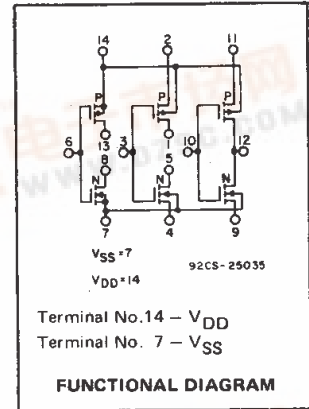 14 2 11
P P P
6 13 3 1 10 12
8 5
N N N
7 4 9
VSS=7
92CS-25035
VDD=14
Terminal No.14 – VDD
Terminal No. 7 – VSS
FUNCTIONAL DIAGRAM